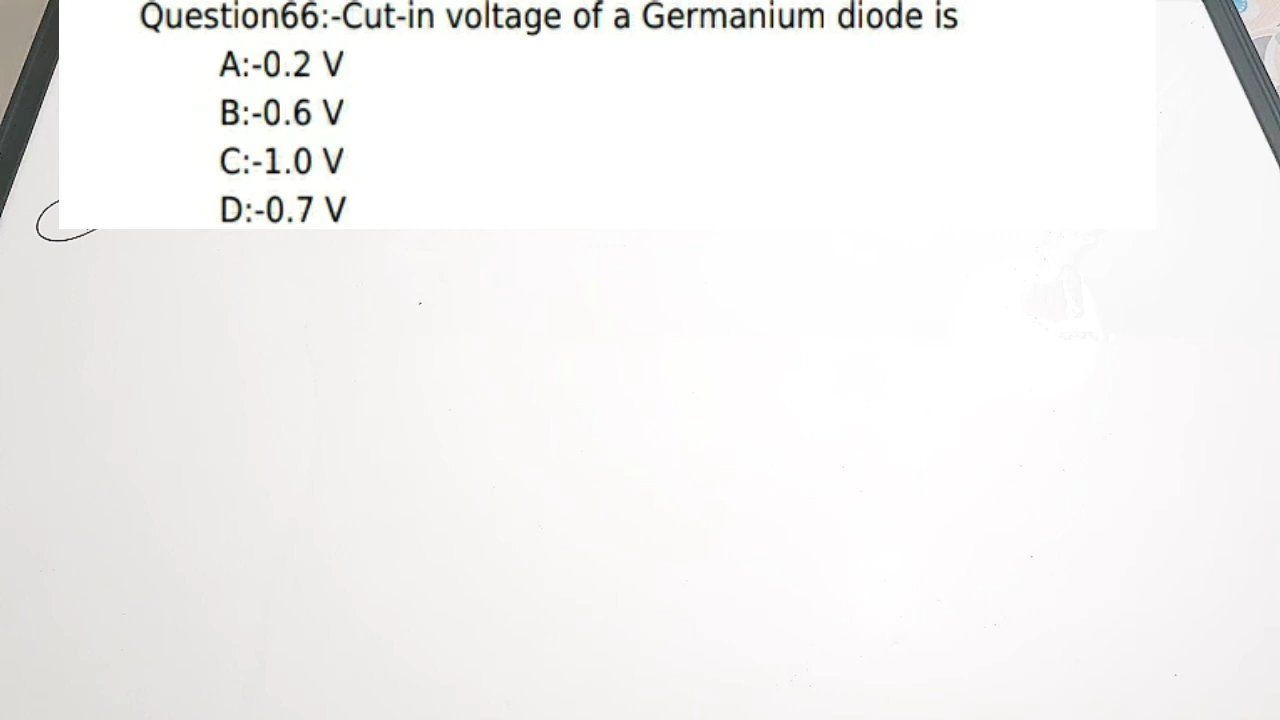 Question66:-Cut-in voltage of a Germanium diode is
A:-0.2 V
B:-0.6 V
C:-1.0 V
D:-0.7 V